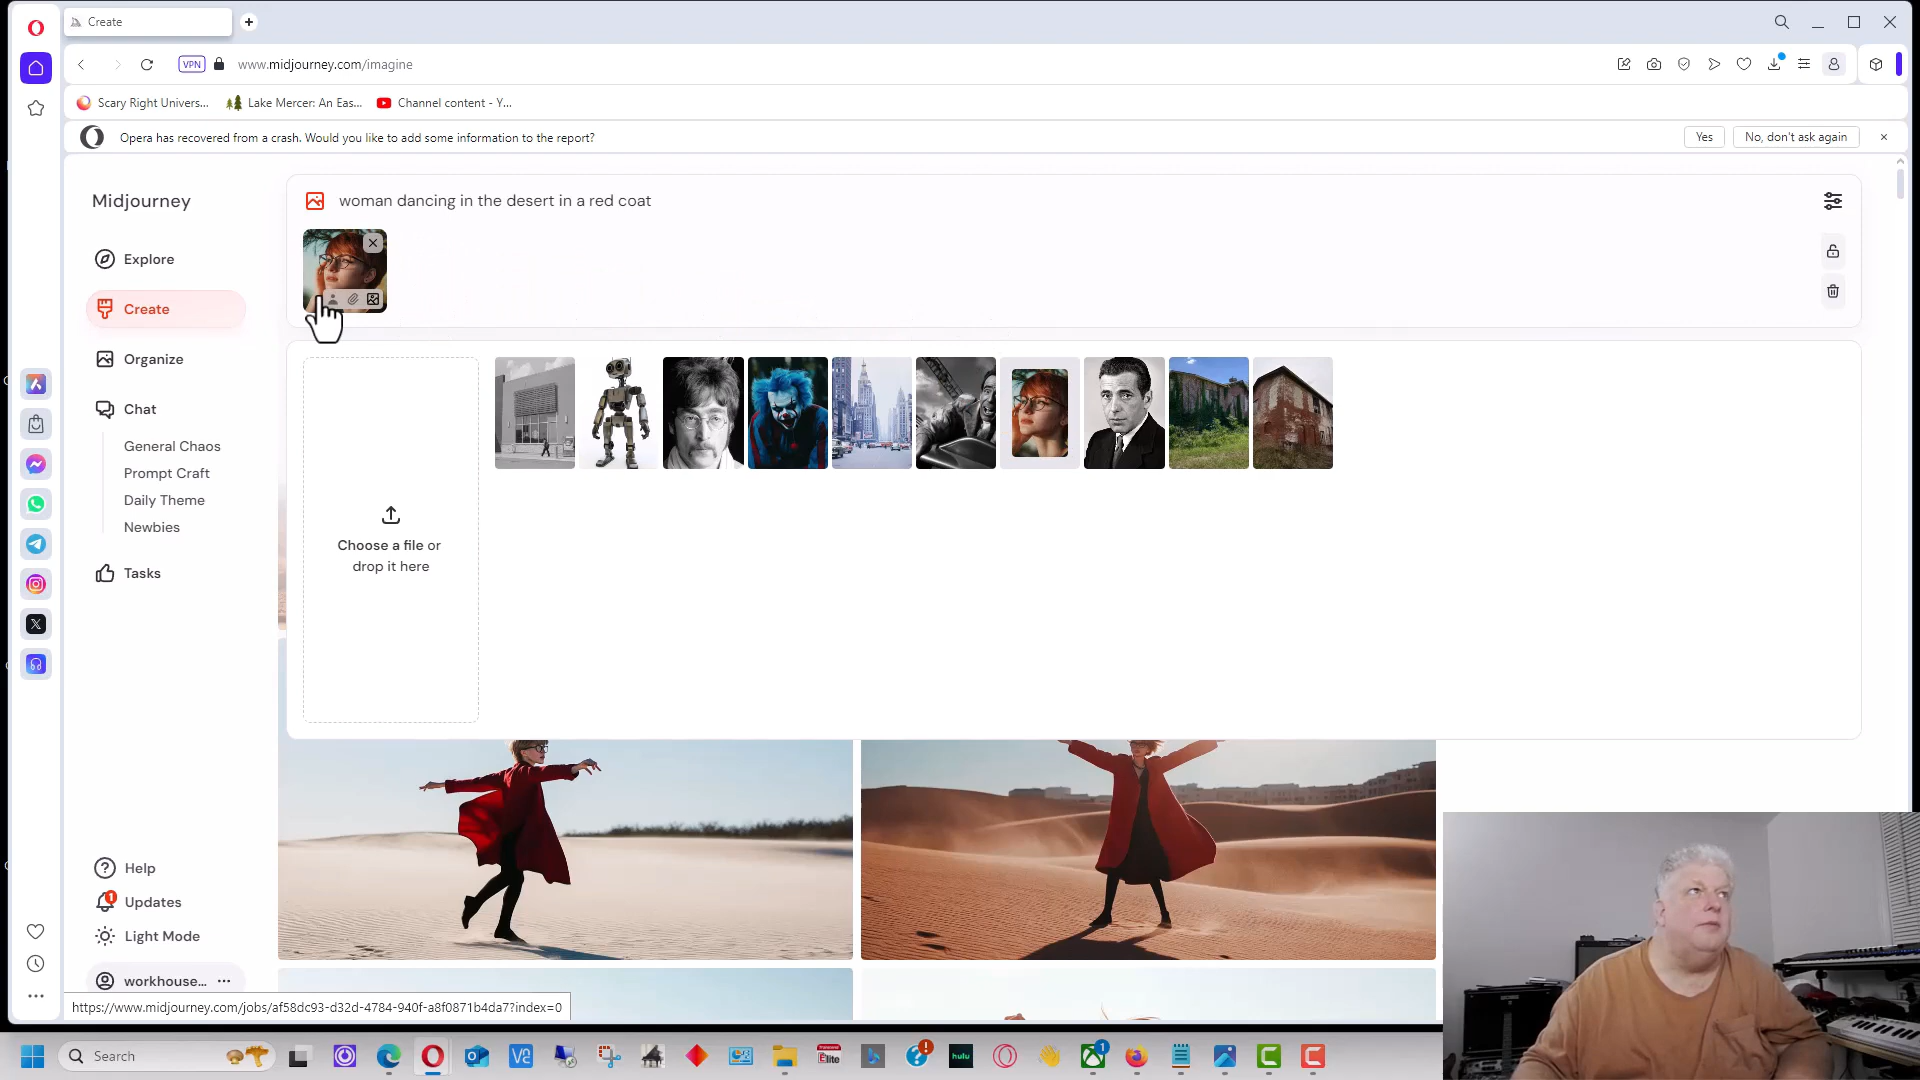 Create
VPN
www.midjourney.com/imagine
Scary Right Univers...
Lake Mercer: An Eas...
Channel content - Y...
Opera has recovered from a crash. Would you like to add some information to the report?
Yes
No, don't ask again
Midjourney
woman dancing in the desert in a red coat
Explore
Create
Organize
Chat
General Chaos
Prompt Craft
Daily Theme
Newbies
Tasks
Choose a file or
drop it here
Help
Updates
1
Light Mode
workhouse... ...
https://www.midjourney.com/jobs/af58dc93-d32d-4784-940f-a8f0871b4da7?index=0
Search
hulu
1